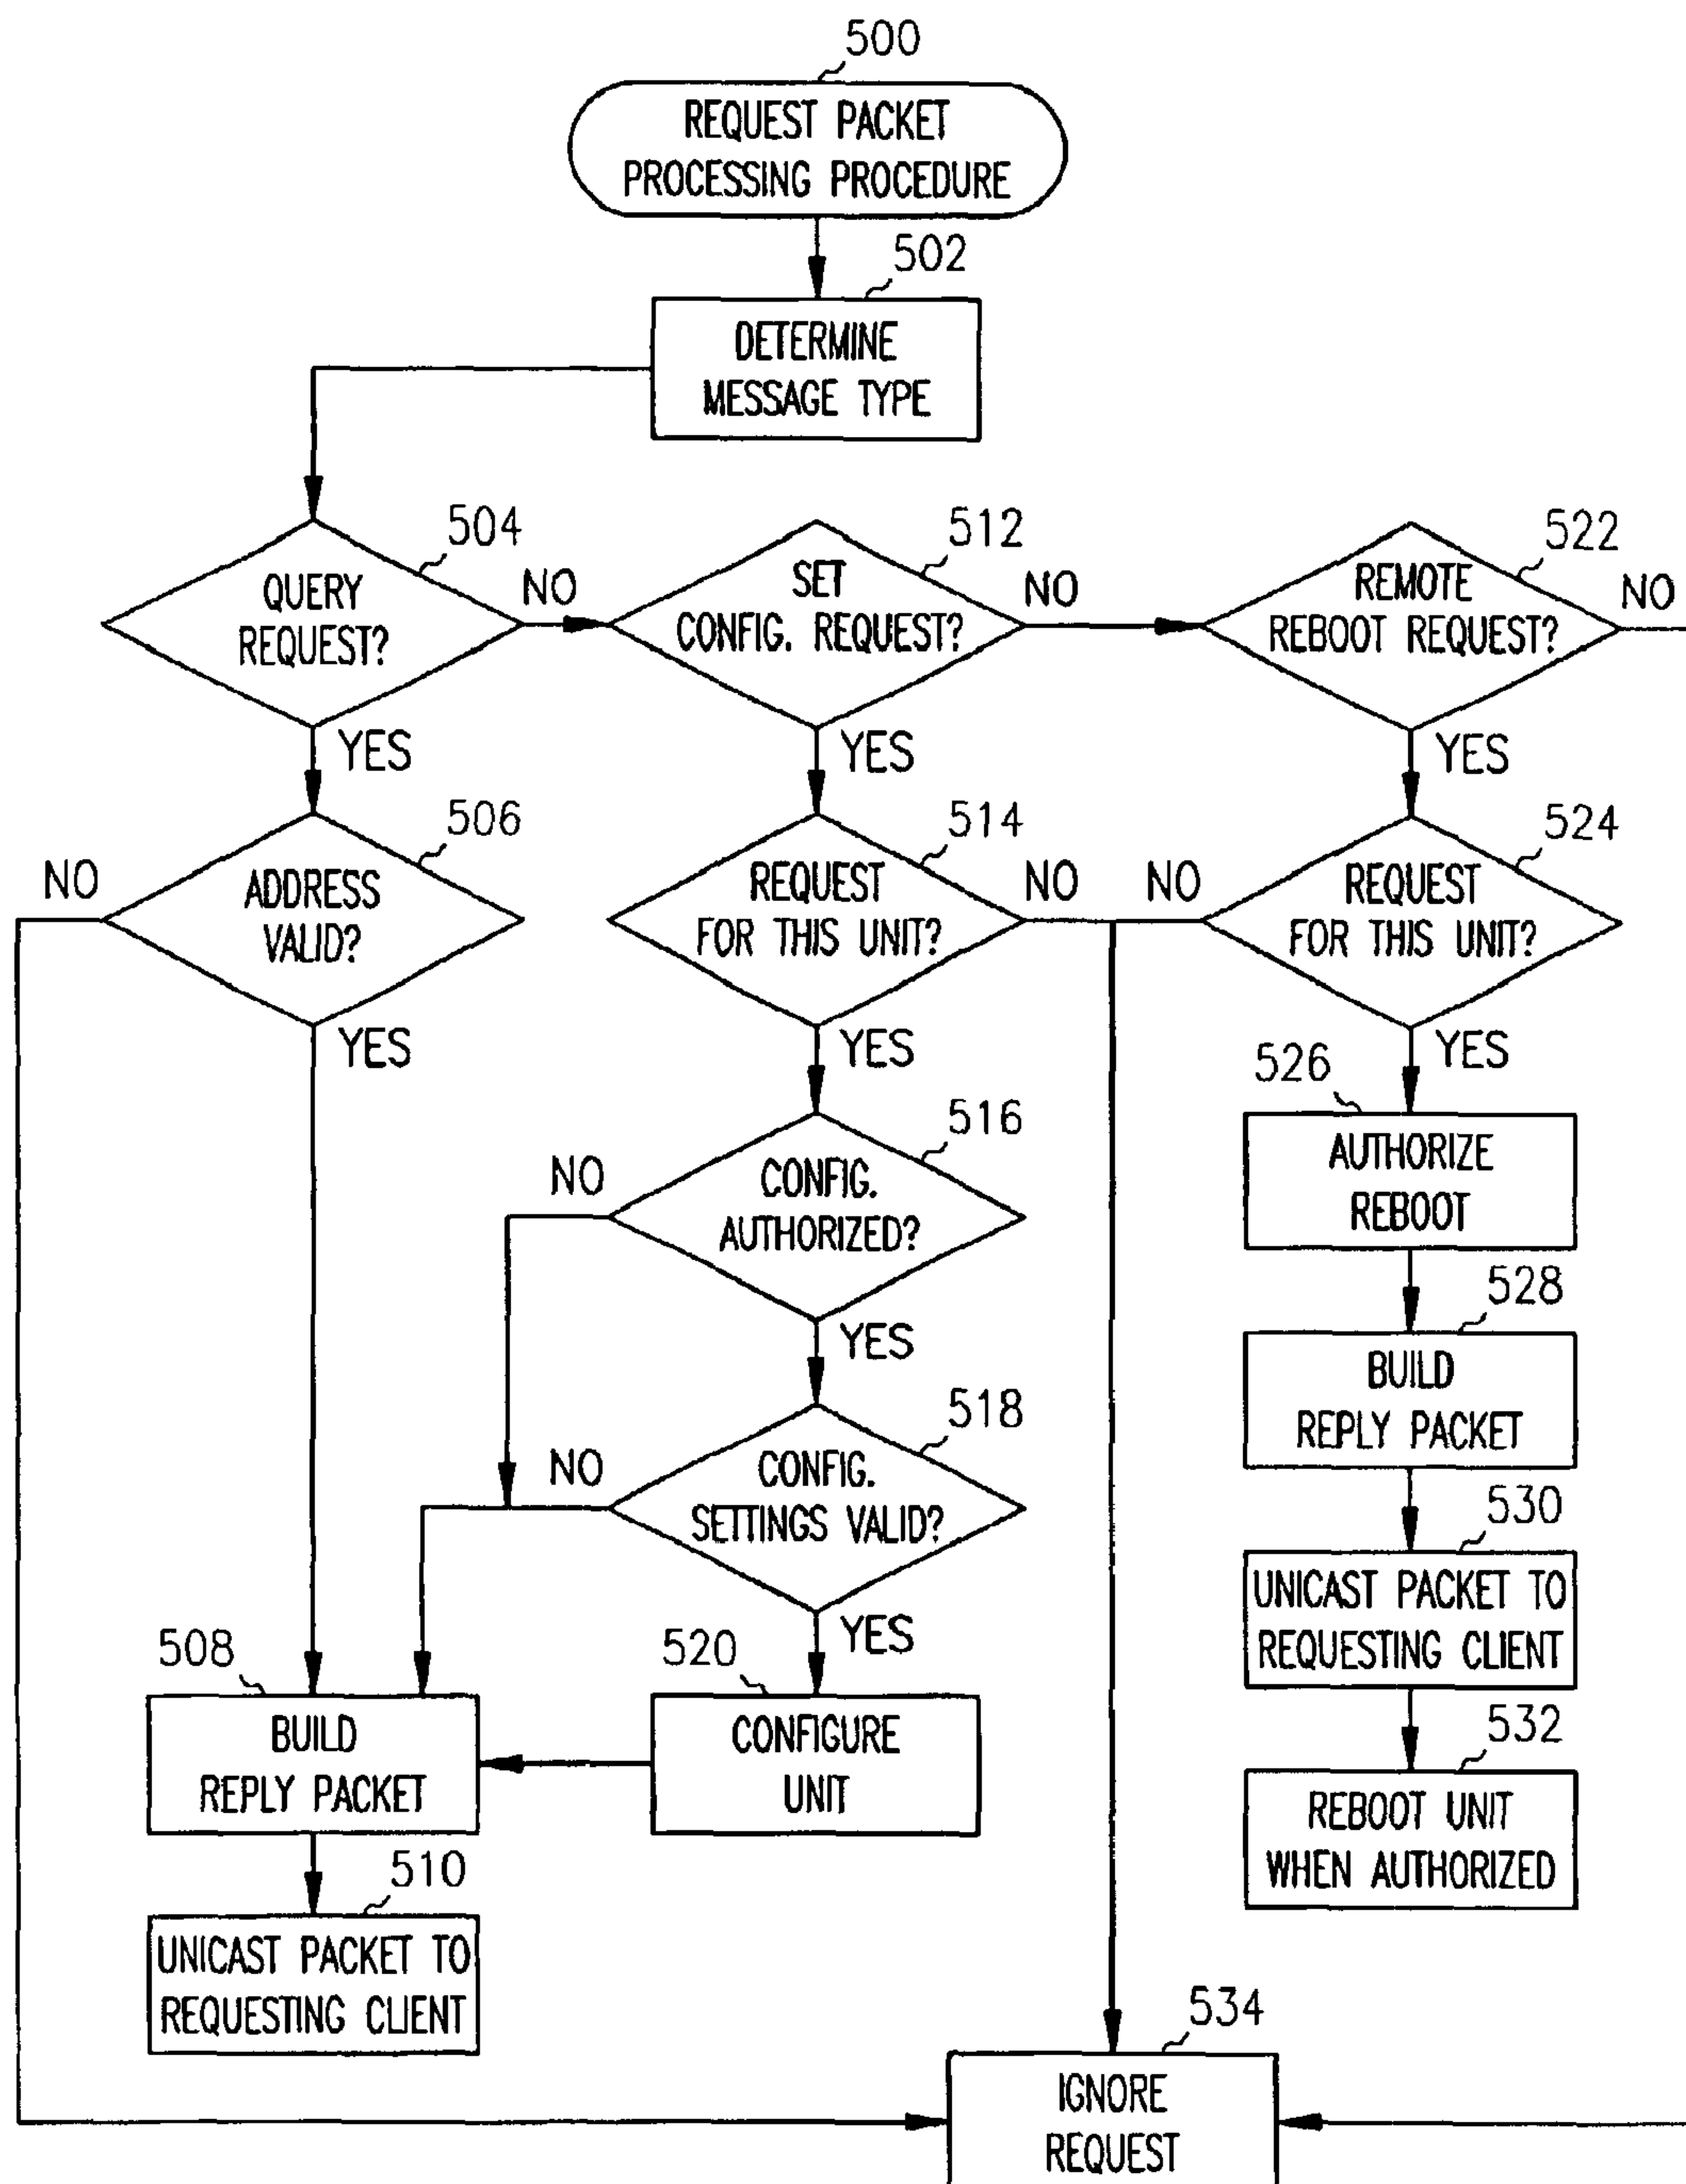 500
REQUEST PACKET
PROCESSING PROCEDURE
502
DETERMINE
MESSAGE TYPE
504
QUERY
REQUEST?
NO
YES
512
SET
CONFIG. REQUEST?
NO
YES
522
REMOTE
REBOOT REQUEST?
NO
YES
506
ADDRESS
VALID?
NO
YES
514
REQUEST
FOR THIS UNIT?
NO
YES
524
REQUEST
FOR THIS UNIT?
NO
YES
516
CONFIG.
AUTHORIZED?
NO
YES
526
AUTHORIZE
REBOOT
528
BUILD
REPLY PACKET
518
CONFIG.
SETTINGS VALID?
NO
YES
530
UNICAST PACKET TO
REQUESTING CLIENT
508
BUILD
REPLY PACKET
520
CONFIGURE
UNIT
532
REBOOT UNIT
WHEN AUTHORIZED
510
UNICAST PACKET TO
REQUESTING CLIENT
534
IGNORE
REQUEST